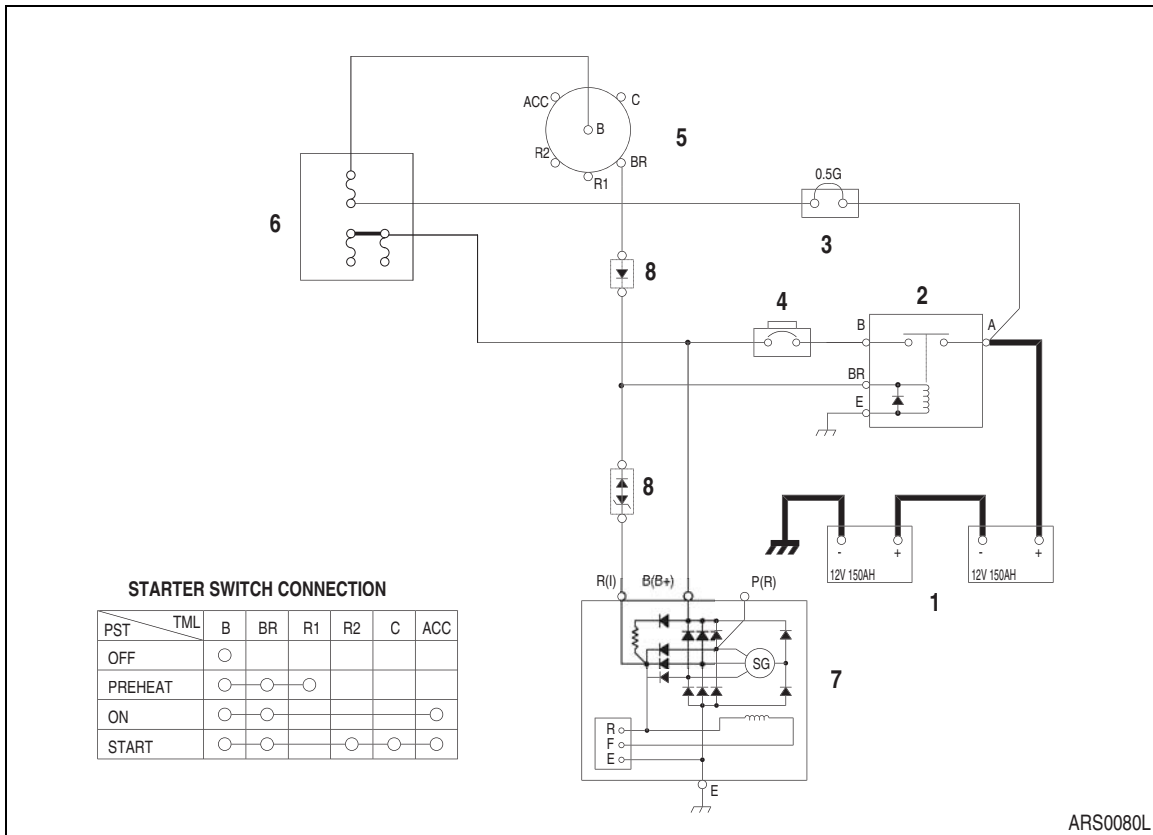 ACC
C
B
5
R2
BR
R1
0.5G
6
3
8
4
2
B
A
BR
E
8
- +
12V 150AH
- +
12V 150AH
1
R(I) B(B+) P(R)
SG
7
R
F
E
E
STARTER SWITCH CONNECTION
PST TML B BR R1 R2 C ACC
OFF
PREHEAT
ON
START
ARS0080L